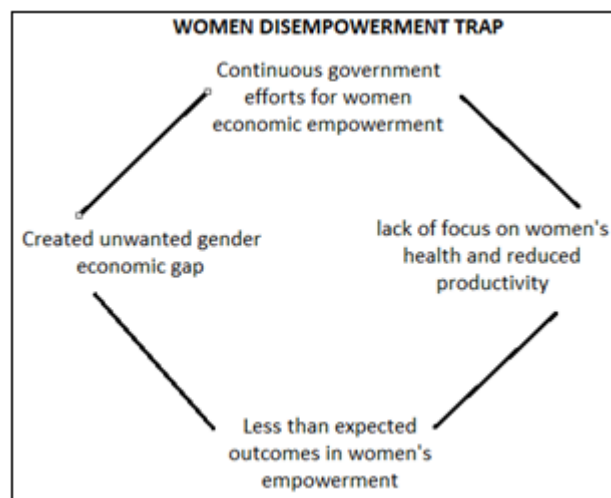 WOMEN DISEMPOWERMENT TRAP
Continuous government
efforts for women
economic empowerment
lack of focus on women's
health and reduced
productivity
Created unwanted gender
economic gap
Less than expected
outcomes in women's
empowerment